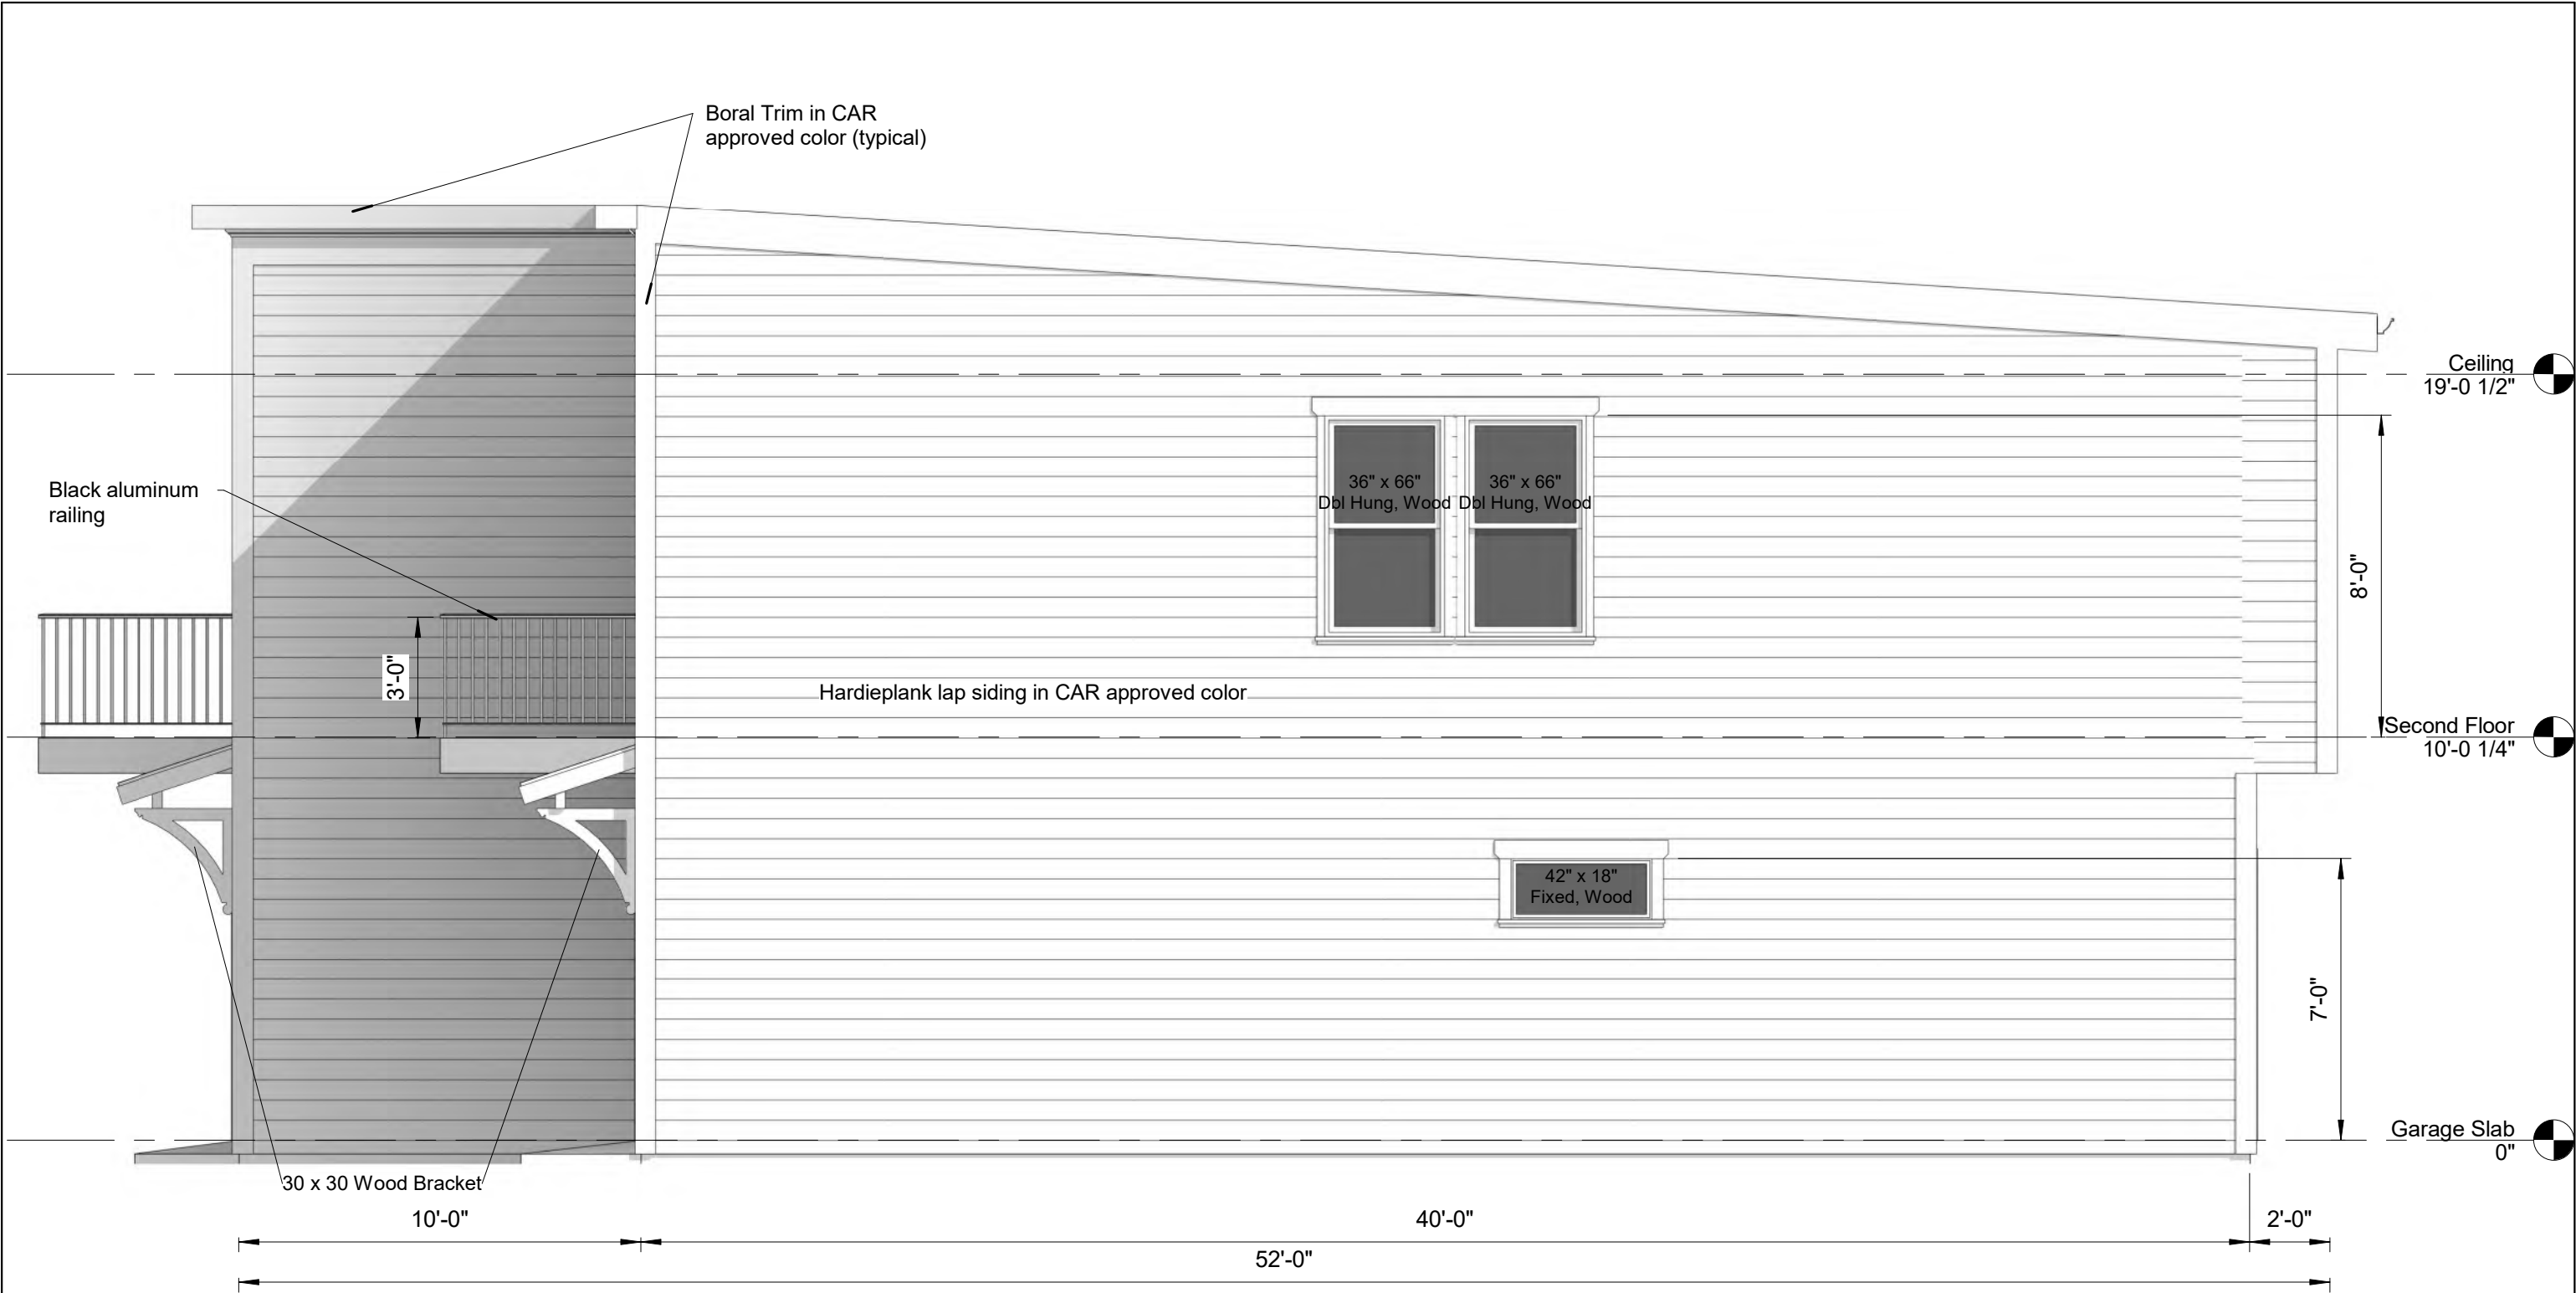 Boral Trim in CAR
approved color (typical)
Ceiling
19'-0 1/2"
Black aluminum
railing
36" x 66"
Dbl Hung, Wood
36" x 66"
Dbl Hung, Wood
8'-0"
3'-0"
Hardieplank lap siding in CAR approved color
Second Floor
10'-0 1/4"
42" x 18"
Fixed, Wood
7'-0"
Garage Slab
0"
30 x 30 Wood Bracket
10'-0"
40'-0"
2'-0"
52'-0"